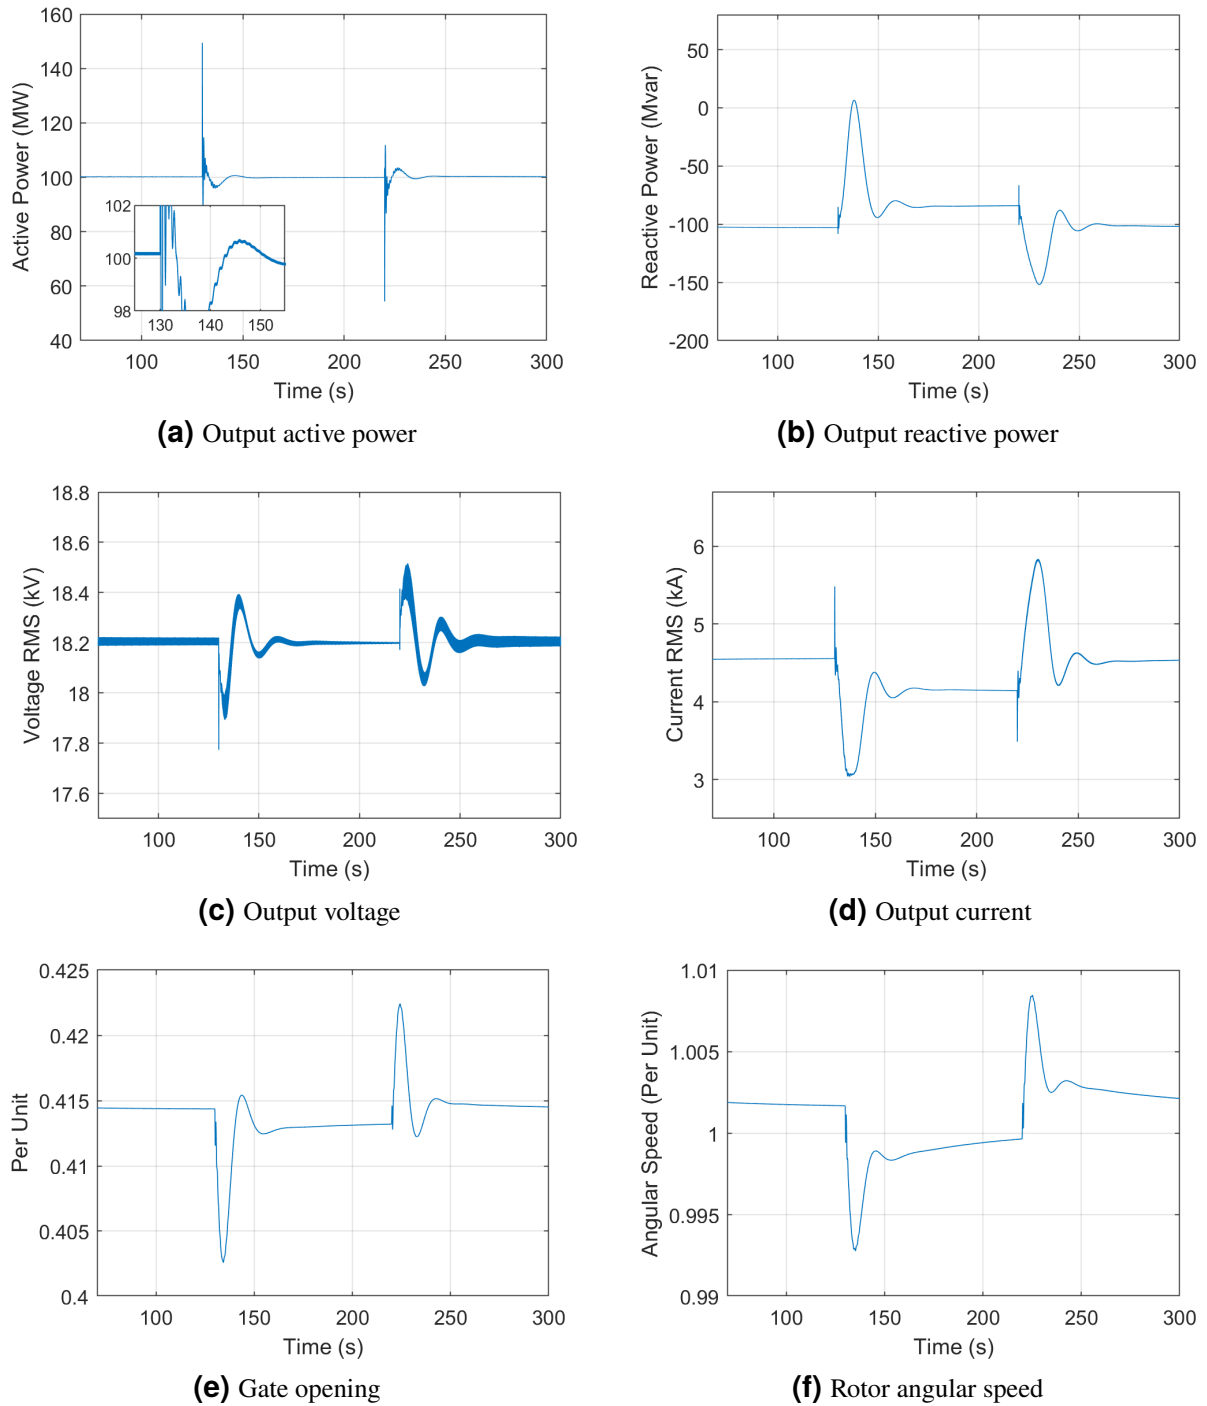 160
140
120
100
80
60
40
Active Power (MW)
102
100
98
130 140 150
100 150 200 250 300
Time (s)
(a) Output active power
50
0
-50
-100
-150
-200
Reactive Power (Mvar)
100 150 200 250 300
Time (s)
(b) Output reactive power
18.8
18.6
18.4
18.2
18
17.8
17.6
Voltage RMS (kV)
100 150 200 250 300
Time (s)
(c) Output voltage
6
5
4
3
Current RMS (kA)
100 150 200 250 300
Time (s)
(d) Output current
0.425
0.42
0.415
0.41
0.405
0.4
Per Unit
100 150 200 250 300
Time (s)
(e) Gate opening
1.01
1.005
1
0.995
0.99
Angular Speed (Per Unit)
100 150 200 250 300
Time (s)
(f) Rotor angular speed